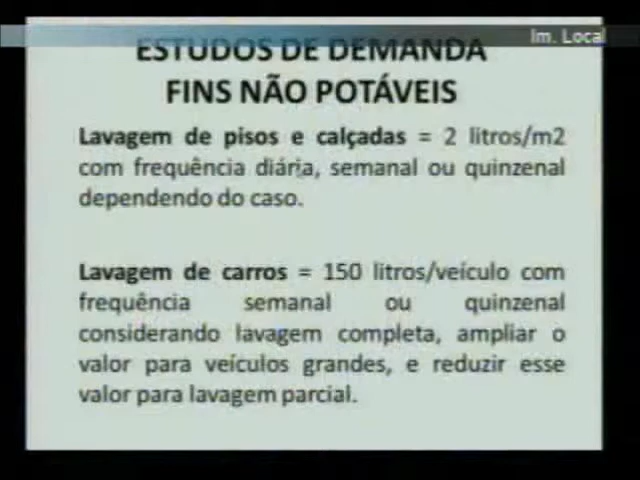 Im. Local
ESTUDOS DE DEMANDA
FINS NÃO POTÁVEIS
Lavagem de pisos e calçadas = 2 litros/m2
com frequência diária, semanal ou quinzenal
dependendo do caso.
Lavagem de carros = 150 litros/veículo com
frequência semanal ou quinzenal
considerando lavagem completa, ampliar o
valor para veículos grandes, e reduzir esse
valor para lavagem parcial.